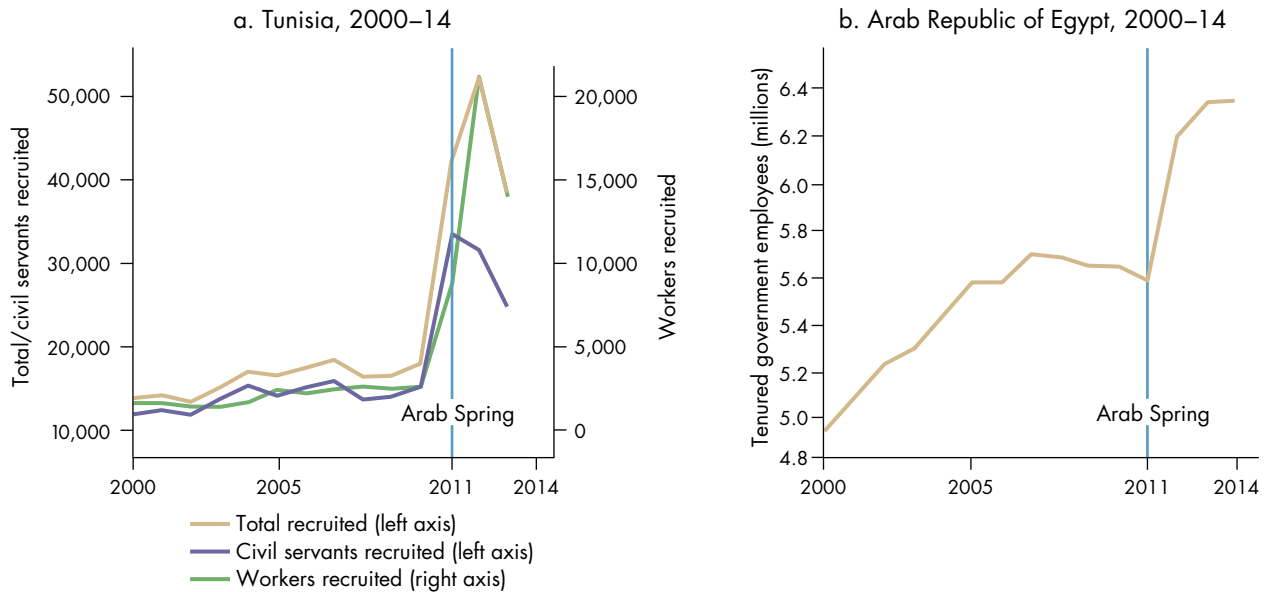 a. Tunisia, 2000–14
Total/civil servants recruited
50,000
40,000
30,000
20,000
10,000
20,000
15,000
10,000
5,000
0
Workers recruited
Arab Spring
2000
2005
2011
2014
Total recruited (left axis)
Civil servants recruited (left axis)
Workers recruited (right axis)
b. Arab Republic of Egypt, 2000–14
Tenured government employees (millions)
6.4
6.2
6.0
5.8
5.6
5.4
5.2
5.0
4.8
Arab Spring
2000
2005
2011
2014